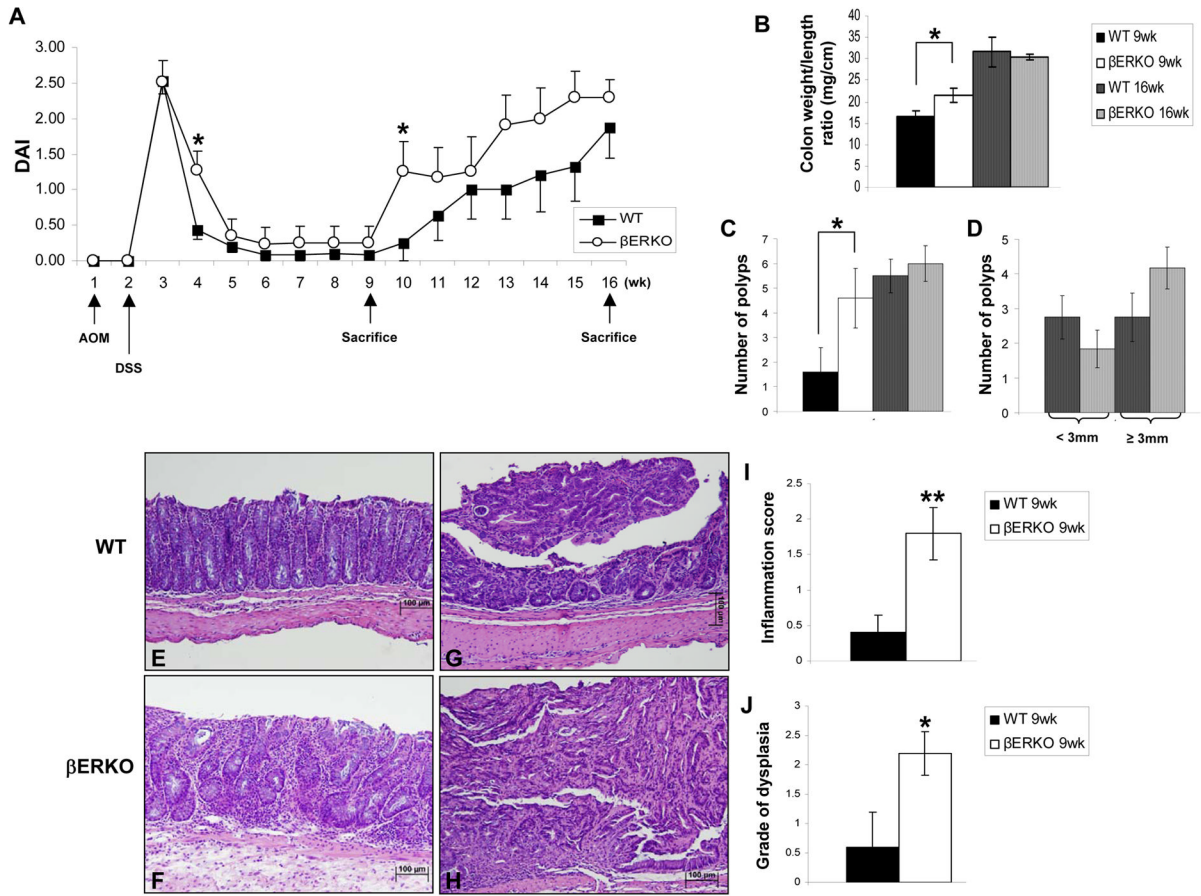 A
DAI
3.00
2.50
2.00
1.50
1.00
0.50
0.00
*
*
WT
βERKO
1 2 3 4 5 6 7 8 9 10 11 12 13 14 15 16 (wk)
AOM
DSS
Sacrifice
Sacrifice
B
Colon weight/length
ratio (mg/cm)
40
35
30
25
20
15
10
5
0
*
WT 9wk
βERKO 9wk
WT 16wk
βERKO 16wk
C
Number of polyps
7
6
5
4
3
2
1
0
*
D
Number of polyps
5
4
3
2
1
0
< 3mm
≥ 3mm
WT
βERKO
100 µm
E
100 µm
G
100 µm
F
100 µm
H
I
Inflammation score
2.5
2
1.5
1
0.5
0
**
WT 9wk
βERKO 9wk
J
Grade of dysplasia
3
2.5
2
1.5
1
0.5
0
*
WT 9wk
βERKO 9wk